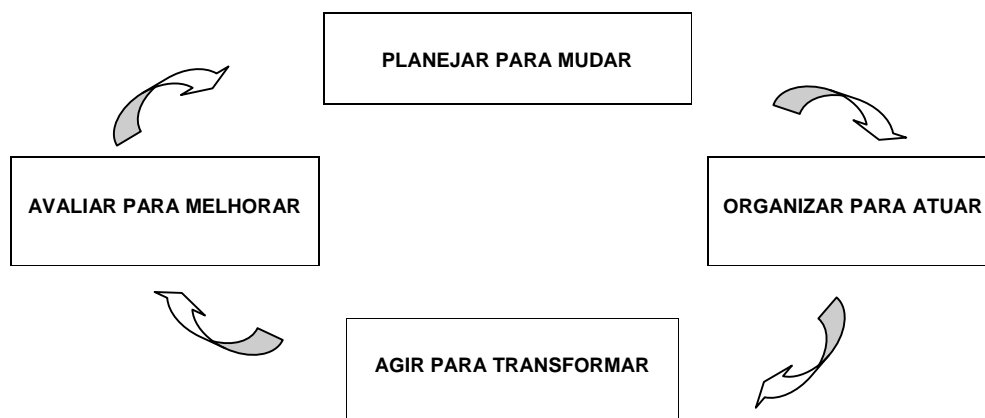 PLANEJAR PARA MUDAR
AVALIAR PARA MELHORAR
ORGANIZAR PARA ATUAR
AGIR PARA TRANSFORMAR